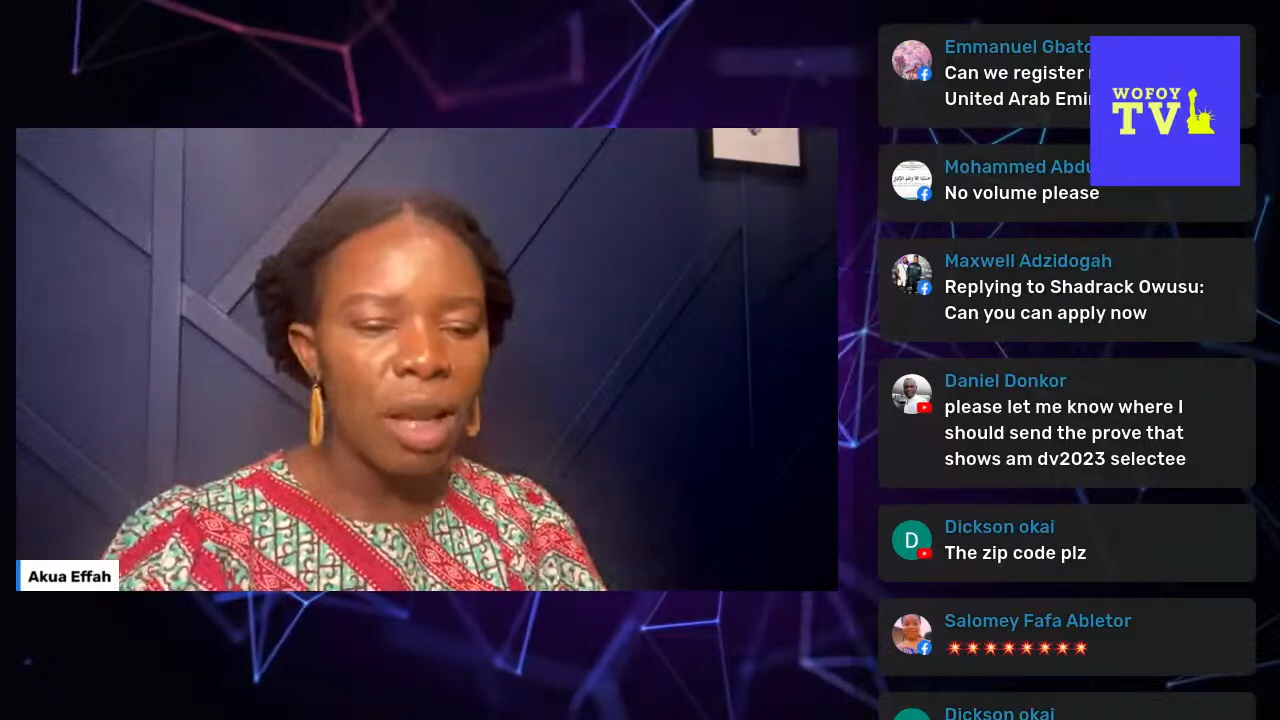 Akua Effah
Emmanuel Gbato
Can we register
United Arab Emi
WOFOY
TV
Mohammed Abdu
No volume please
Maxwell Adzidogah
Replying to Shadrack Owusu:
Can you can apply now
Daniel Donkor
please let me know where I
should send the prove that
shows am dv2023 selectee
D
Dickson okai
The zip code plz
Salomey Fafa Abletor
💥💥💥💥💥💥💥💥
Dickson okai